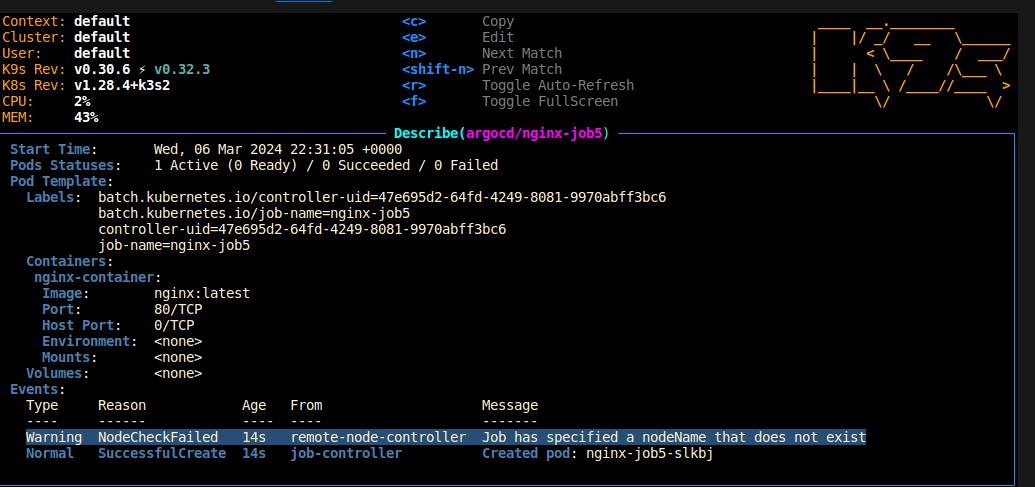 Context: default
Cluster: default
User: default
K9s Rev: v0.30.6 ⚡ v0.32.3
K8s Rev: v1.28.4+k3s2
CPU: 2%
MEM: 43%
<c> Copy
<e> Edit
<n> Next Match
<shift-n> Prev Match
<r> Toggle Auto-Refresh
<f> Toggle FullScreen
K9s
Describe(argocd/nginx-job5)
Start Time: Wed, 06 Mar 2024 22:31:05 +0000
Pods Statuses: 1 Active (0 Ready) / 0 Succeeded / 0 Failed
Pod Template:
Labels: batch.kubernetes.io/controller-uid=47e695d2-64fd-4249-8081-9970abff3bc6
batch.kubernetes.io/job-name=nginx-job5
controller-uid=47e695d2-64fd-4249-8081-9970abff3bc6
job-name=nginx-job5
Containers:
nginx-container:
Image: nginx:latest
Port: 80/TCP
Host Port: 0/TCP
Environment: <none>
Mounts: <none>
Volumes: <none>
Events:
Type Reason Age From Message
---- ------ ---- ---- -------
Warning NodeCheckFailed 14s remote-node-controller Job has specified a nodeName that does not exist
Normal SuccessfulCreate 14s job-controller Created pod: nginx-job5-slkbj